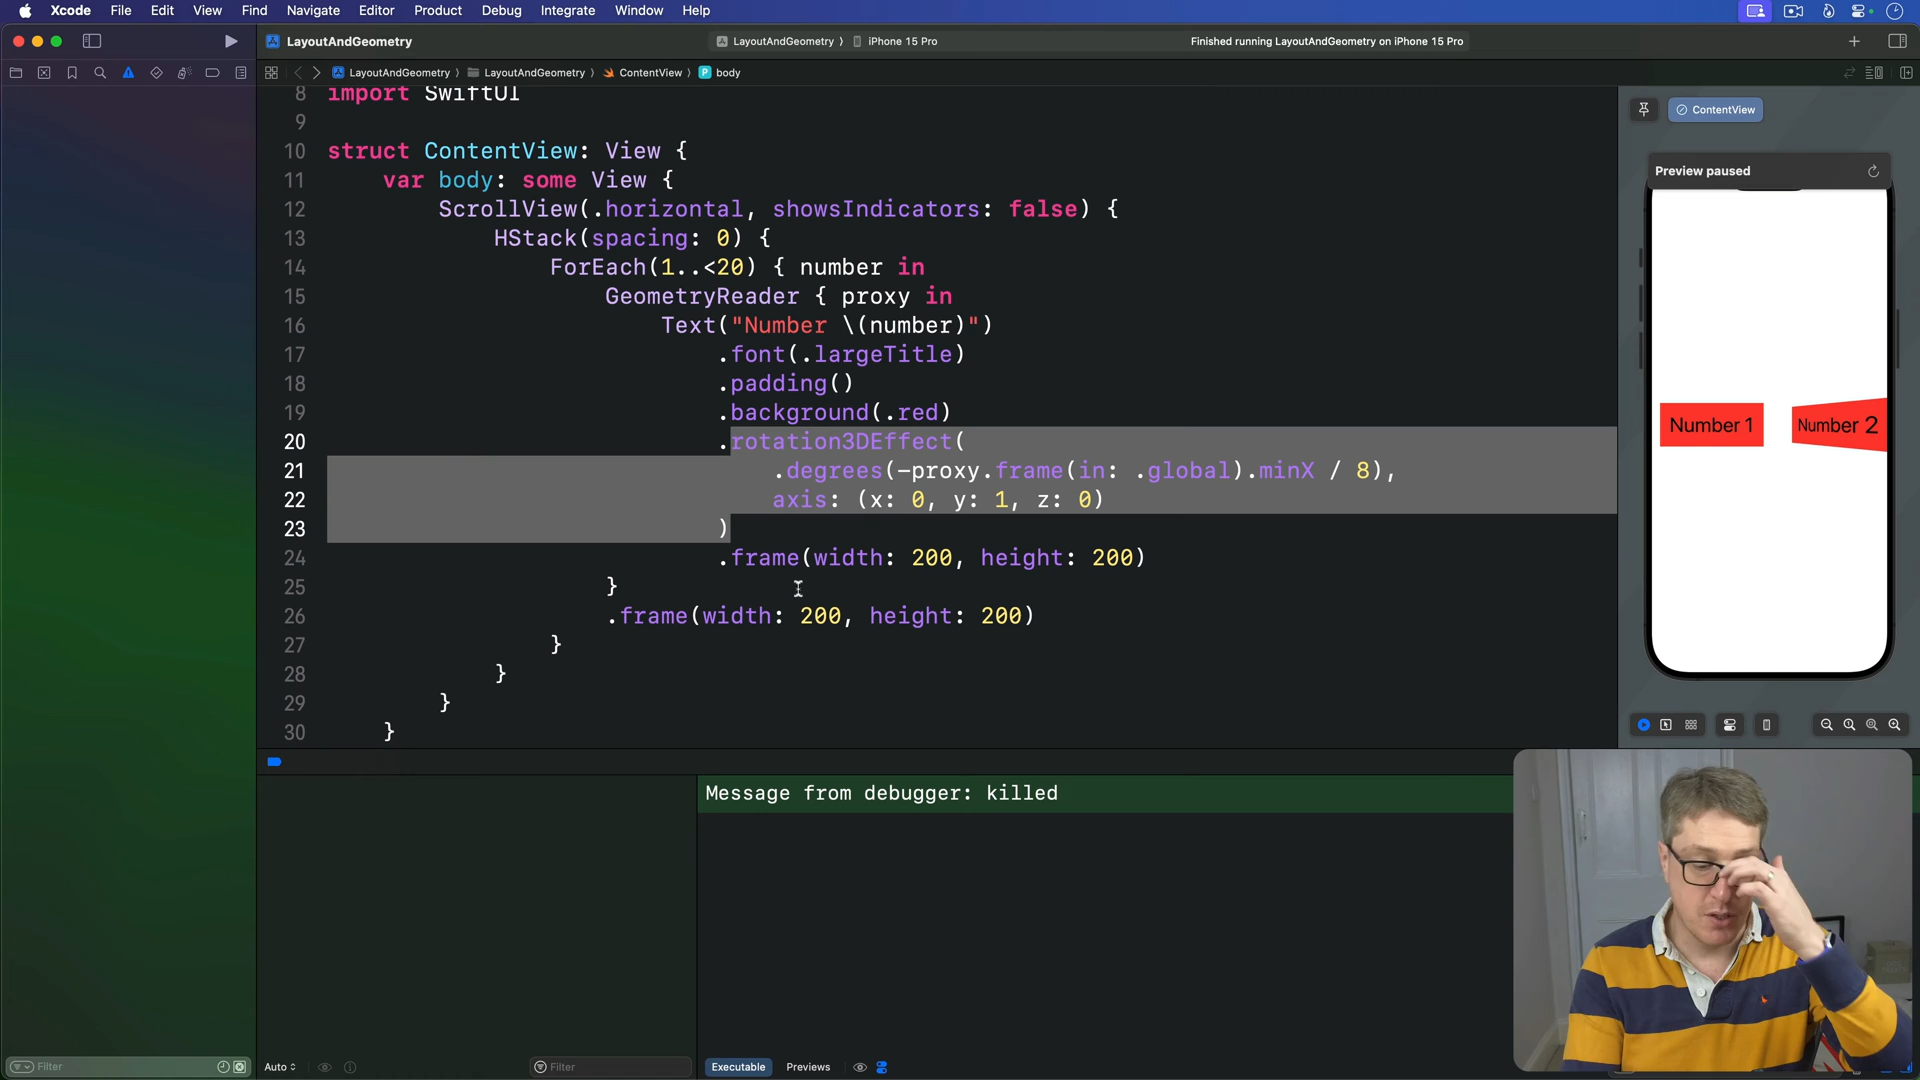 Xcode File Edit View Find Navigate Editor Product Debug Integrate Window Help
LayoutAndGeometry
LayoutAndGeometry 〉 iPhone 15 Pro
Finished running LayoutAndGeometry on iPhone 15 Pro
LayoutAndGeometry 〉 LayoutAndGeometry 〉 ContentView 〉 P body
8 import SwiftUI
9
10 struct ContentView: View {
11 var body: some View {
12 ScrollView(.horizontal, showsIndicators: false) {
13 HStack(spacing: 0) {
14 ForEach(1..<20) { number in
15 GeometryReader { proxy in
16 Text("Number \(number)")
17 .font(.largeTitle)
18 .padding()
19 .background(.red)
20 .rotation3DEffect(
21 .degrees(-proxy.frame(in: .global).minX / 8),
22 axis: (x: 0, y: 1, z: 0)
23 )
24 .frame(width: 200, height: 200)
25 }
26 .frame(width: 200, height: 200)
27 }
28 }
29 }
30 }
ContentView
Preview paused
Number 1
Number 2
Message from debugger: killed
Filter
Auto
Filter
Executable Previews